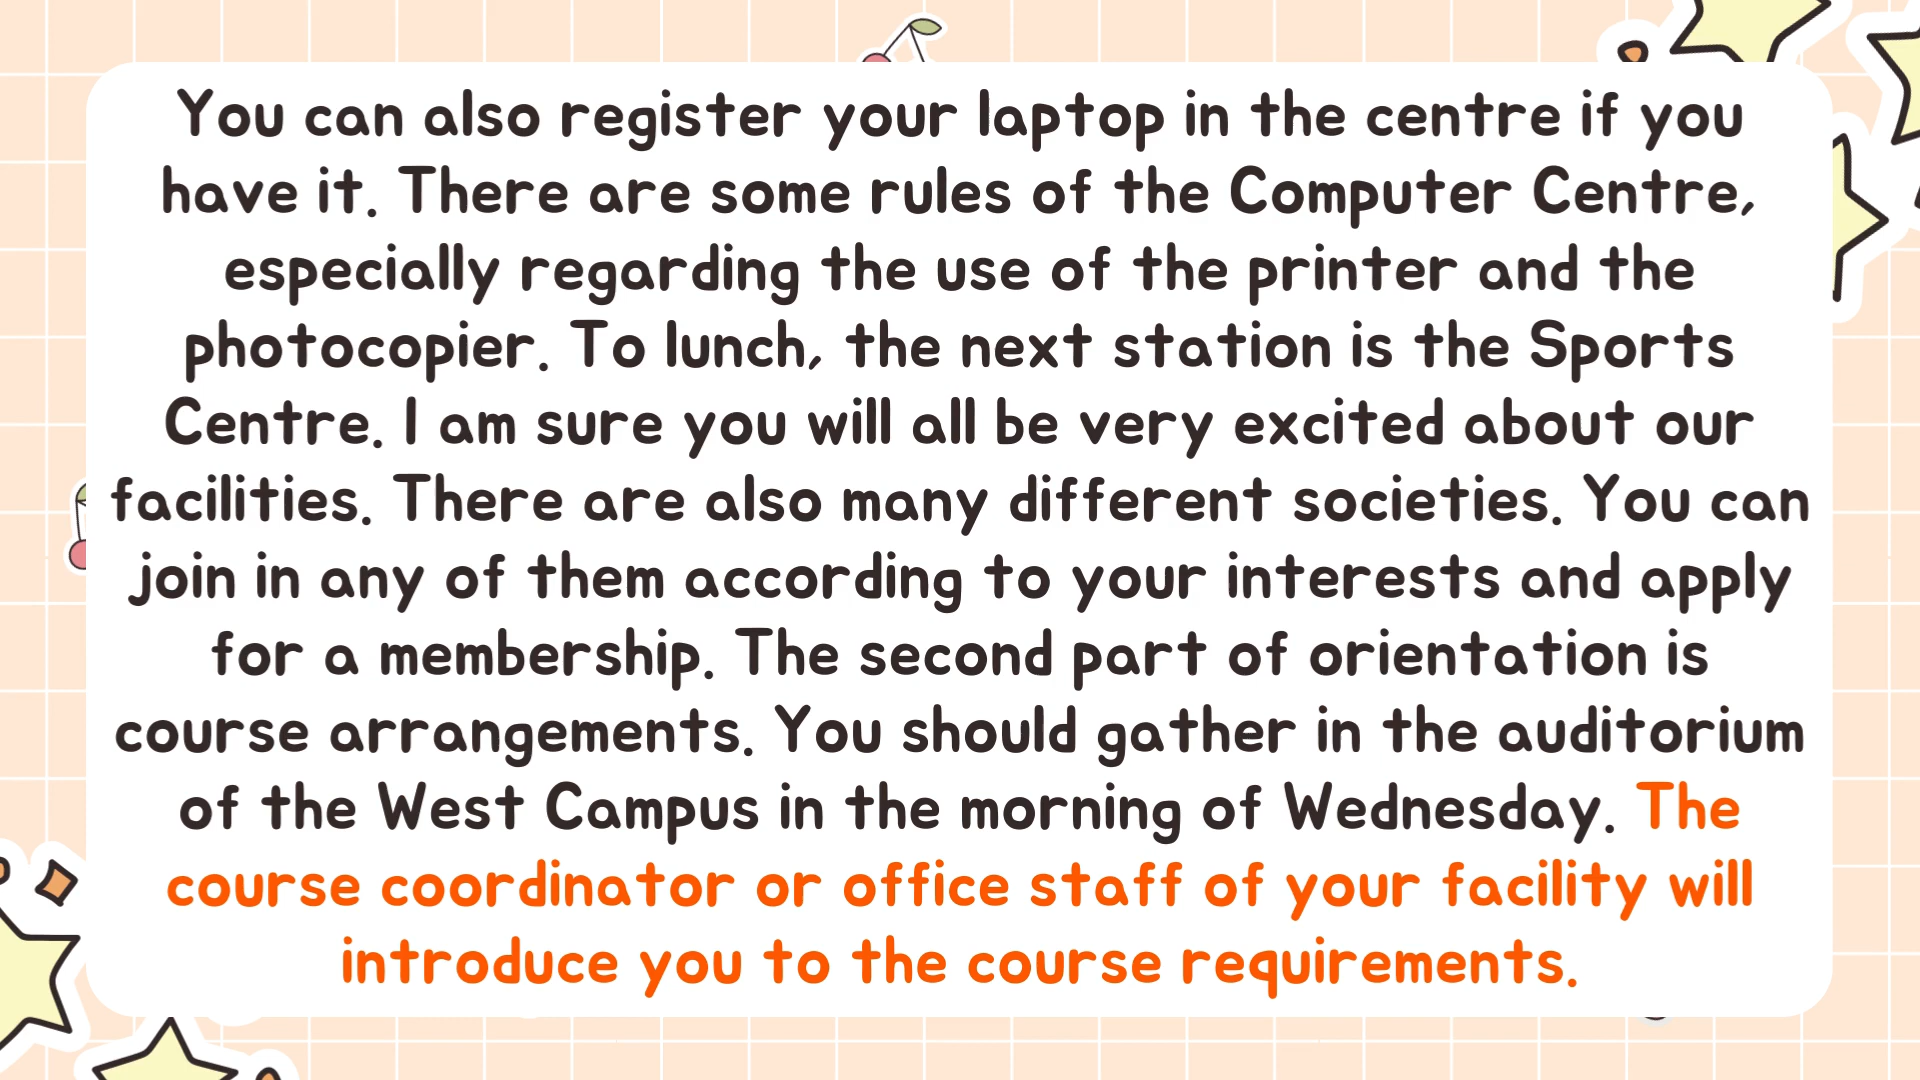 You can also register your laptop in the centre if you
have it. There are some rules of the Computer Centre,
especially regarding the use of the printer and the
photocopier. To lunch, the next station is the Sports
Centre. I am sure you will all be very excited about our
facilities. There are also many different societies. You can
join in any of them according to your interests and apply
for a membership. The second part of orientation is
course arrangements. You should gather in the auditorium
of the West Campus in the morning of Wednesday. The
course coordinator or office staff of your facility will
introduce you to the course requirements.